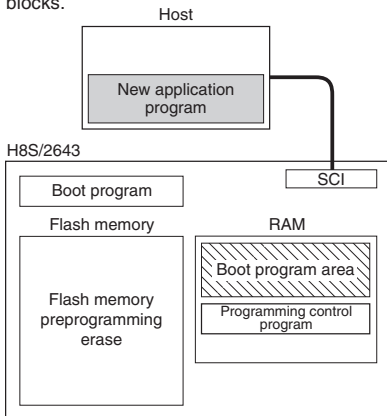 blocks.
Host
New application
program
H8S/2643
SCI
Boot program
Flash memory
RAM
Boot program area
Flash memory
preprogramming
erase
Programming control
program